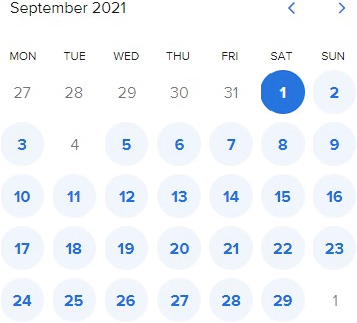 September 2021
MON TUE WED THU FRI SAT SUN
27 28 29 30 31 1 2
3 4 5 6 7 8 9
10 11 12 13 14 15 16
17 18 19 20 21 22 23
24 25 26 27 28 29 1